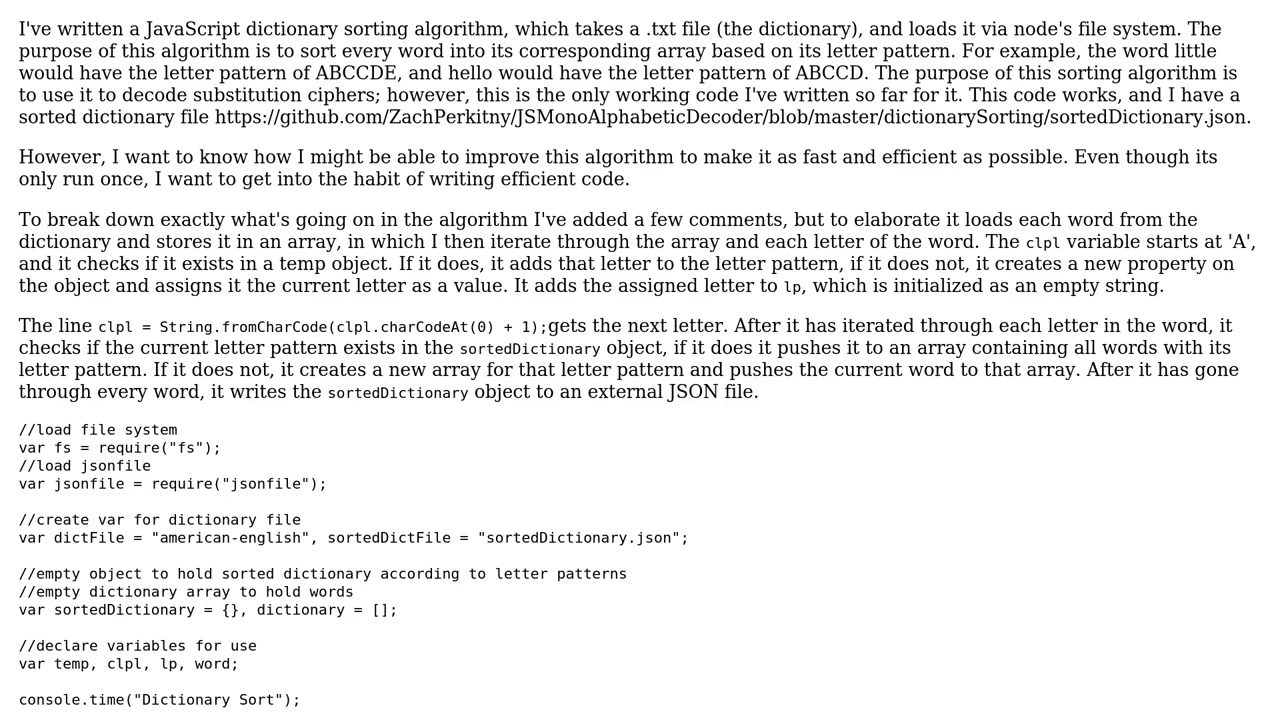 I've written a JavaScript dictionary sorting algorithm, which takes a .txt file (the dictionary), and loads it via node's file system. The
purpose of this algorithm is to sort every word into its corresponding array based on its letter pattern. For example, the word little
would have the letter pattern of ABCCDE, and hello would have the letter pattern of ABCCD. The purpose of this sorting algorithm is
to use it to decode substitution ciphers; however, this is the only working code I've written so far for it. This code works, and I have a
sorted dictionary file https://github.com/ZachPerkitny/JSMonoAlphabeticDecoder/blob/master/dictionarySorting/sortedDictionary.json.
However, I want to know how I might be able to improve this algorithm to make it as fast and efficient as possible. Even though its
only run once, I want to get into the habit of writing efficient code.
To break down exactly what's going on in the algorithm I've added a few comments, but to elaborate it loads each word from the
dictionary and stores it in an array, in which I then iterate through the array and each letter of the word. The clpl variable starts at 'A',
and it checks if it exists in a temp object. If it does, it adds that letter to the letter pattern, if it does not, it creates a new property on
the object and assigns it the current letter as a value. It adds the assigned letter to lp, which is initialized as an empty string.
The line clpl = String.fromCharCode(clpl.charCodeAt(0) + 1);gets the next letter. After it has iterated through each letter in the word, it
checks if the current letter pattern exists in the sortedDictionary object, if it does it pushes it to an array containing all words with its
letter pattern. If it does not, it creates a new array for that letter pattern and pushes the current word to that array. After it has gone
through every word, it writes the sortedDictionary object to an external JSON file.
//load file system
var fs = require("fs");
//load jsonfile
var jsonfile = require("jsonfile");
//create var for dictionary file
var dictFile = "american-english", sortedDictFile = "sortedDictionary.json";
//empty object to hold sorted dictionary according to letter patterns
//empty dictionary array to hold words
var sortedDictionary = {}, dictionary = [];
//declare variables for use
var temp, clpl, lp, word;
console.time("Dictionary Sort");